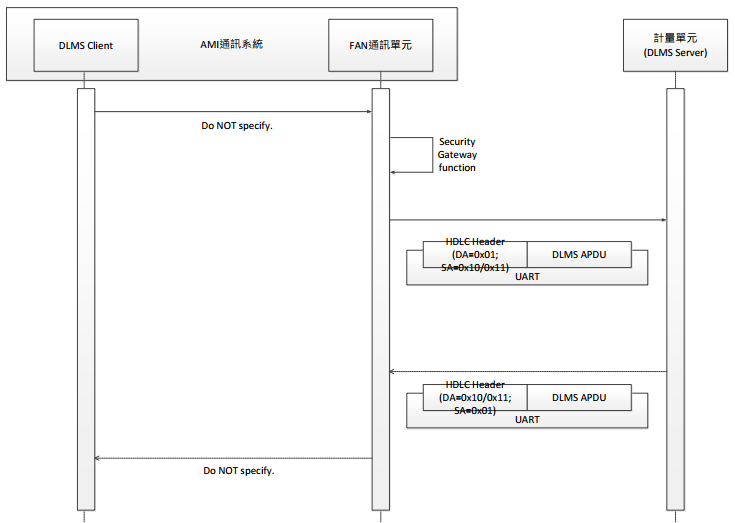 DLMS Client
AMI通訊系統
FAN通訊單元
計量單元
(DLMS Server)
Do NOT specify.
Security
Gateway
function
HDLC Header
(DA=0x01;
SA=0x10/0x11)
DLMS APDU
UART
HDLC Header
(DA=0x10/0x11;
SA=0x01)
DLMS APDU
UART
Do NOT specify.